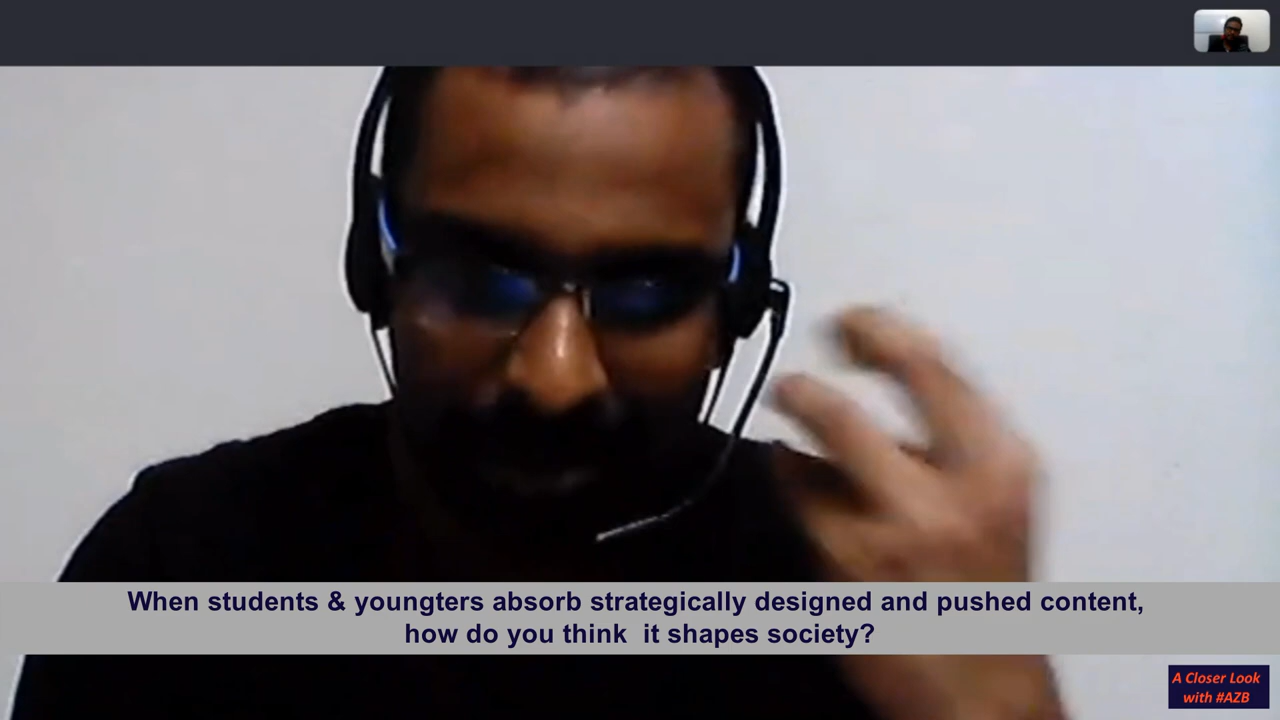 When students & youngters absorb strategically designed and pushed content,
how do you think  it shapes society?
A Closer Look
with #AZB